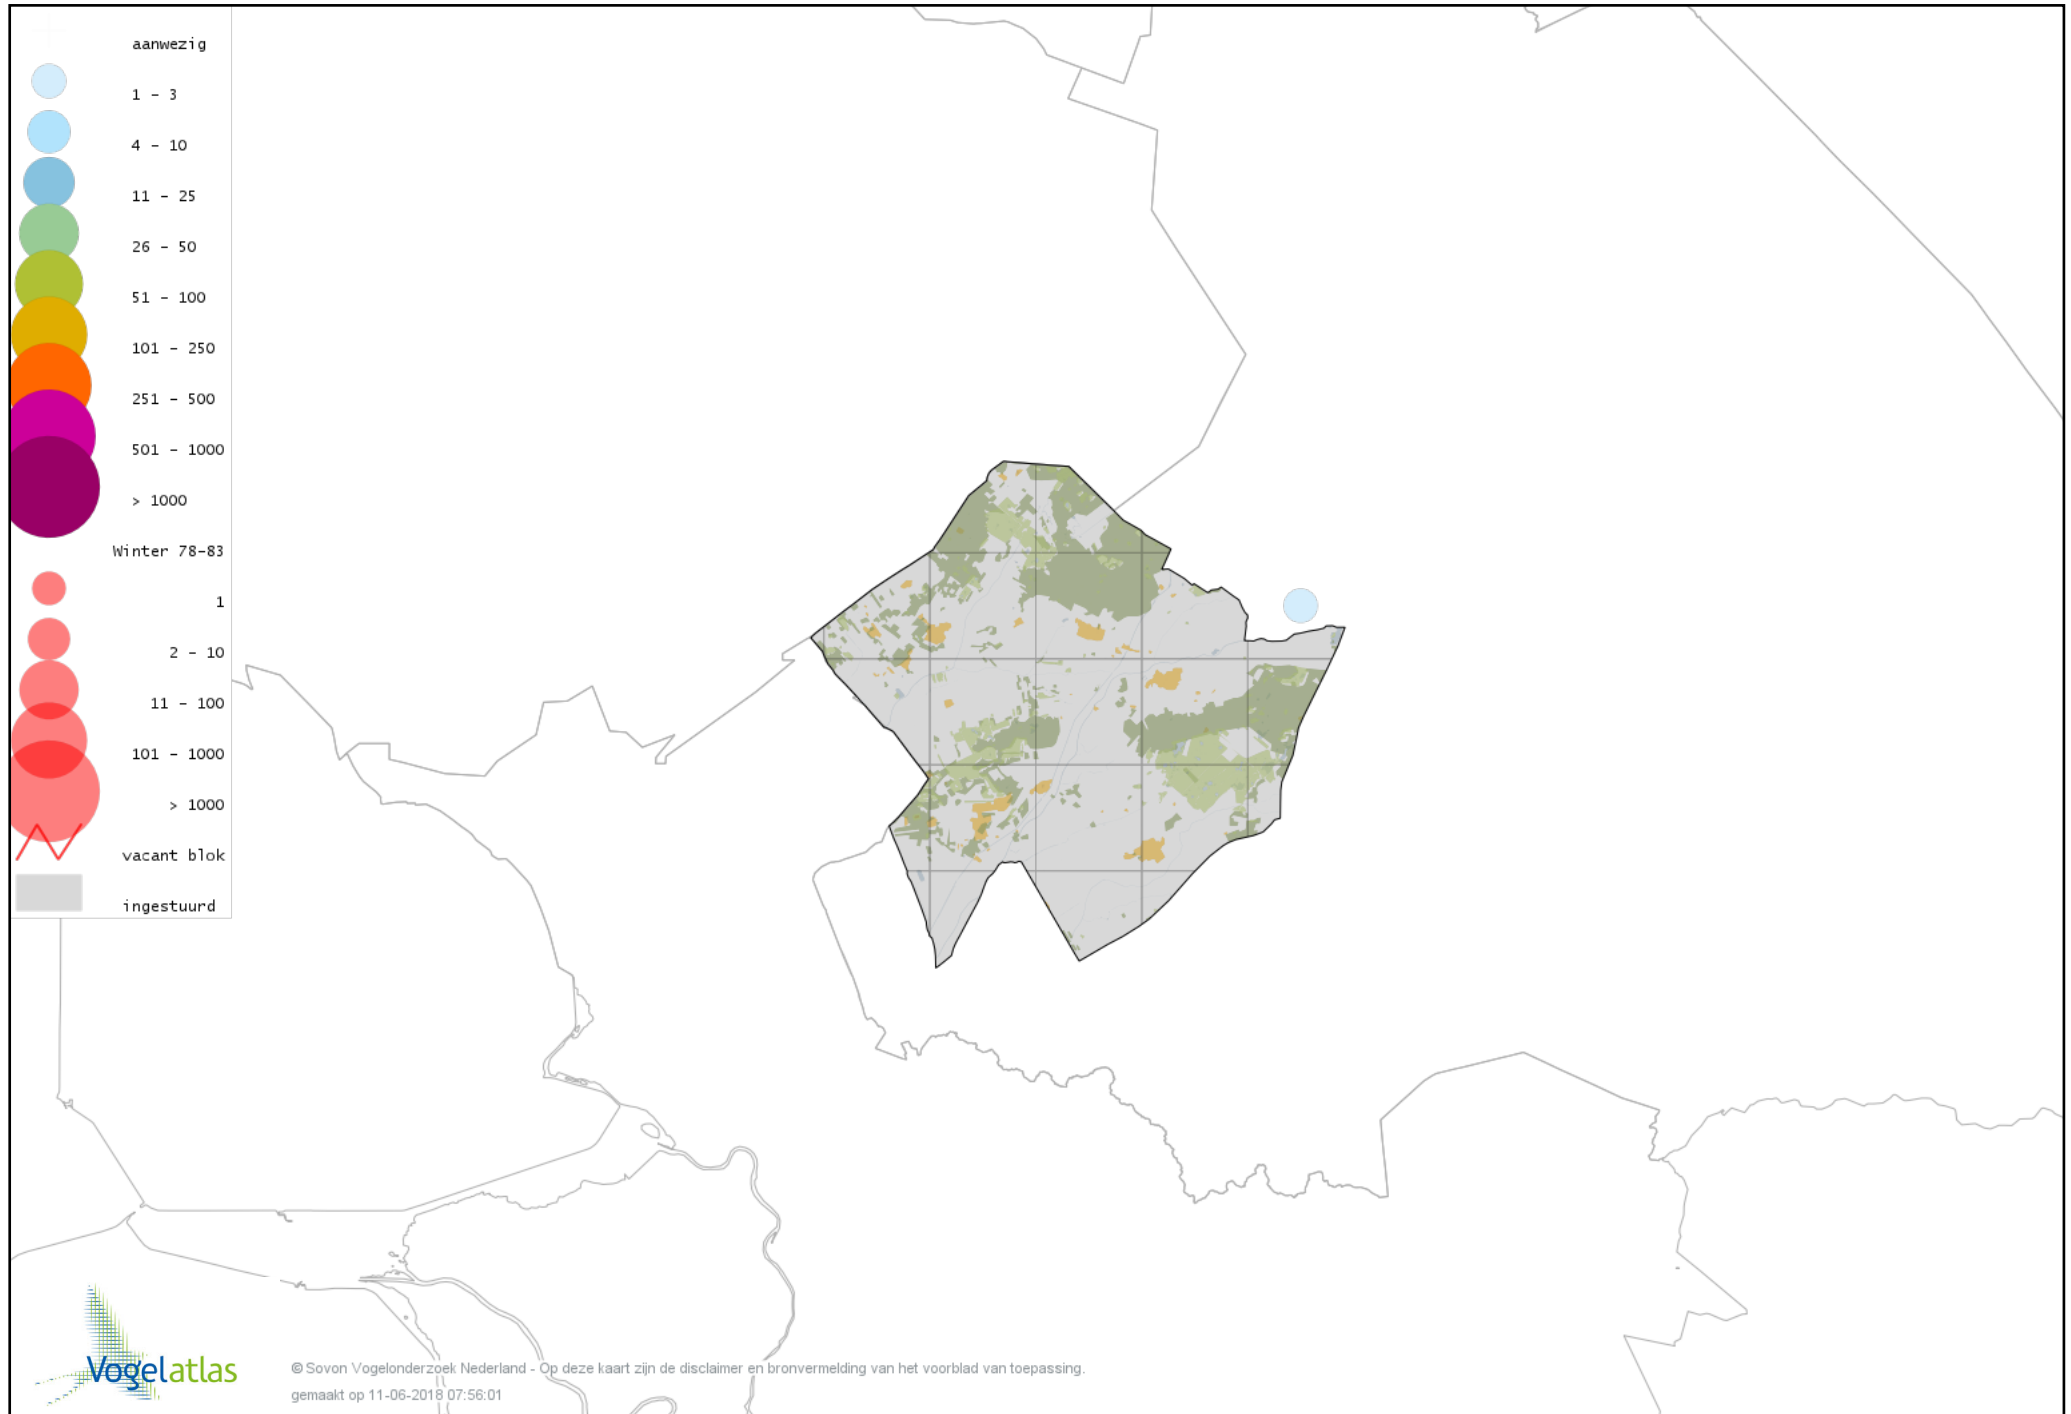 aanwezig
1 - 3
4 - 10
11 - 25
26 - 50
51 - 100
101 - 250
251 - 500
501 - 1000
> 1000
Winter 78-83
1
2 - 10
11 - 100
101 - 1000
> 1000
vacant blok
ingestuurd
Vogelatlas
© Sovon Vogelonderzoek Nederland - Op deze kaart zijn de disclaimer en bronvermelding van het voorblad van toepassing.
gemaakt op 11-06-2018 07:56:01